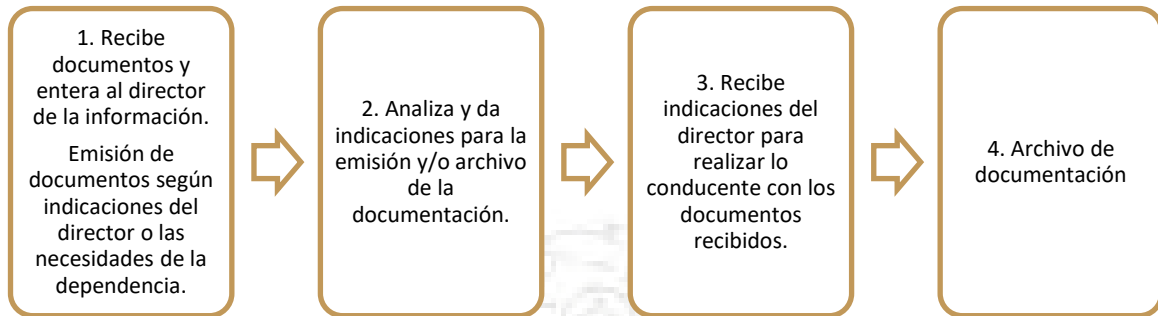 1. Recibe
documentos y
entera al director
de la información.
Emisión de
documentos según
indicaciones del
director o las
necesidades de la
dependencia.
2. Analiza y da
indicaciones para la
emisión y/o archivo
de la
documentación.
3. Recibe
indicaciones del
director para
realizar lo
conducente con los
documentos
recibidos.
4. Archivo de
documentación